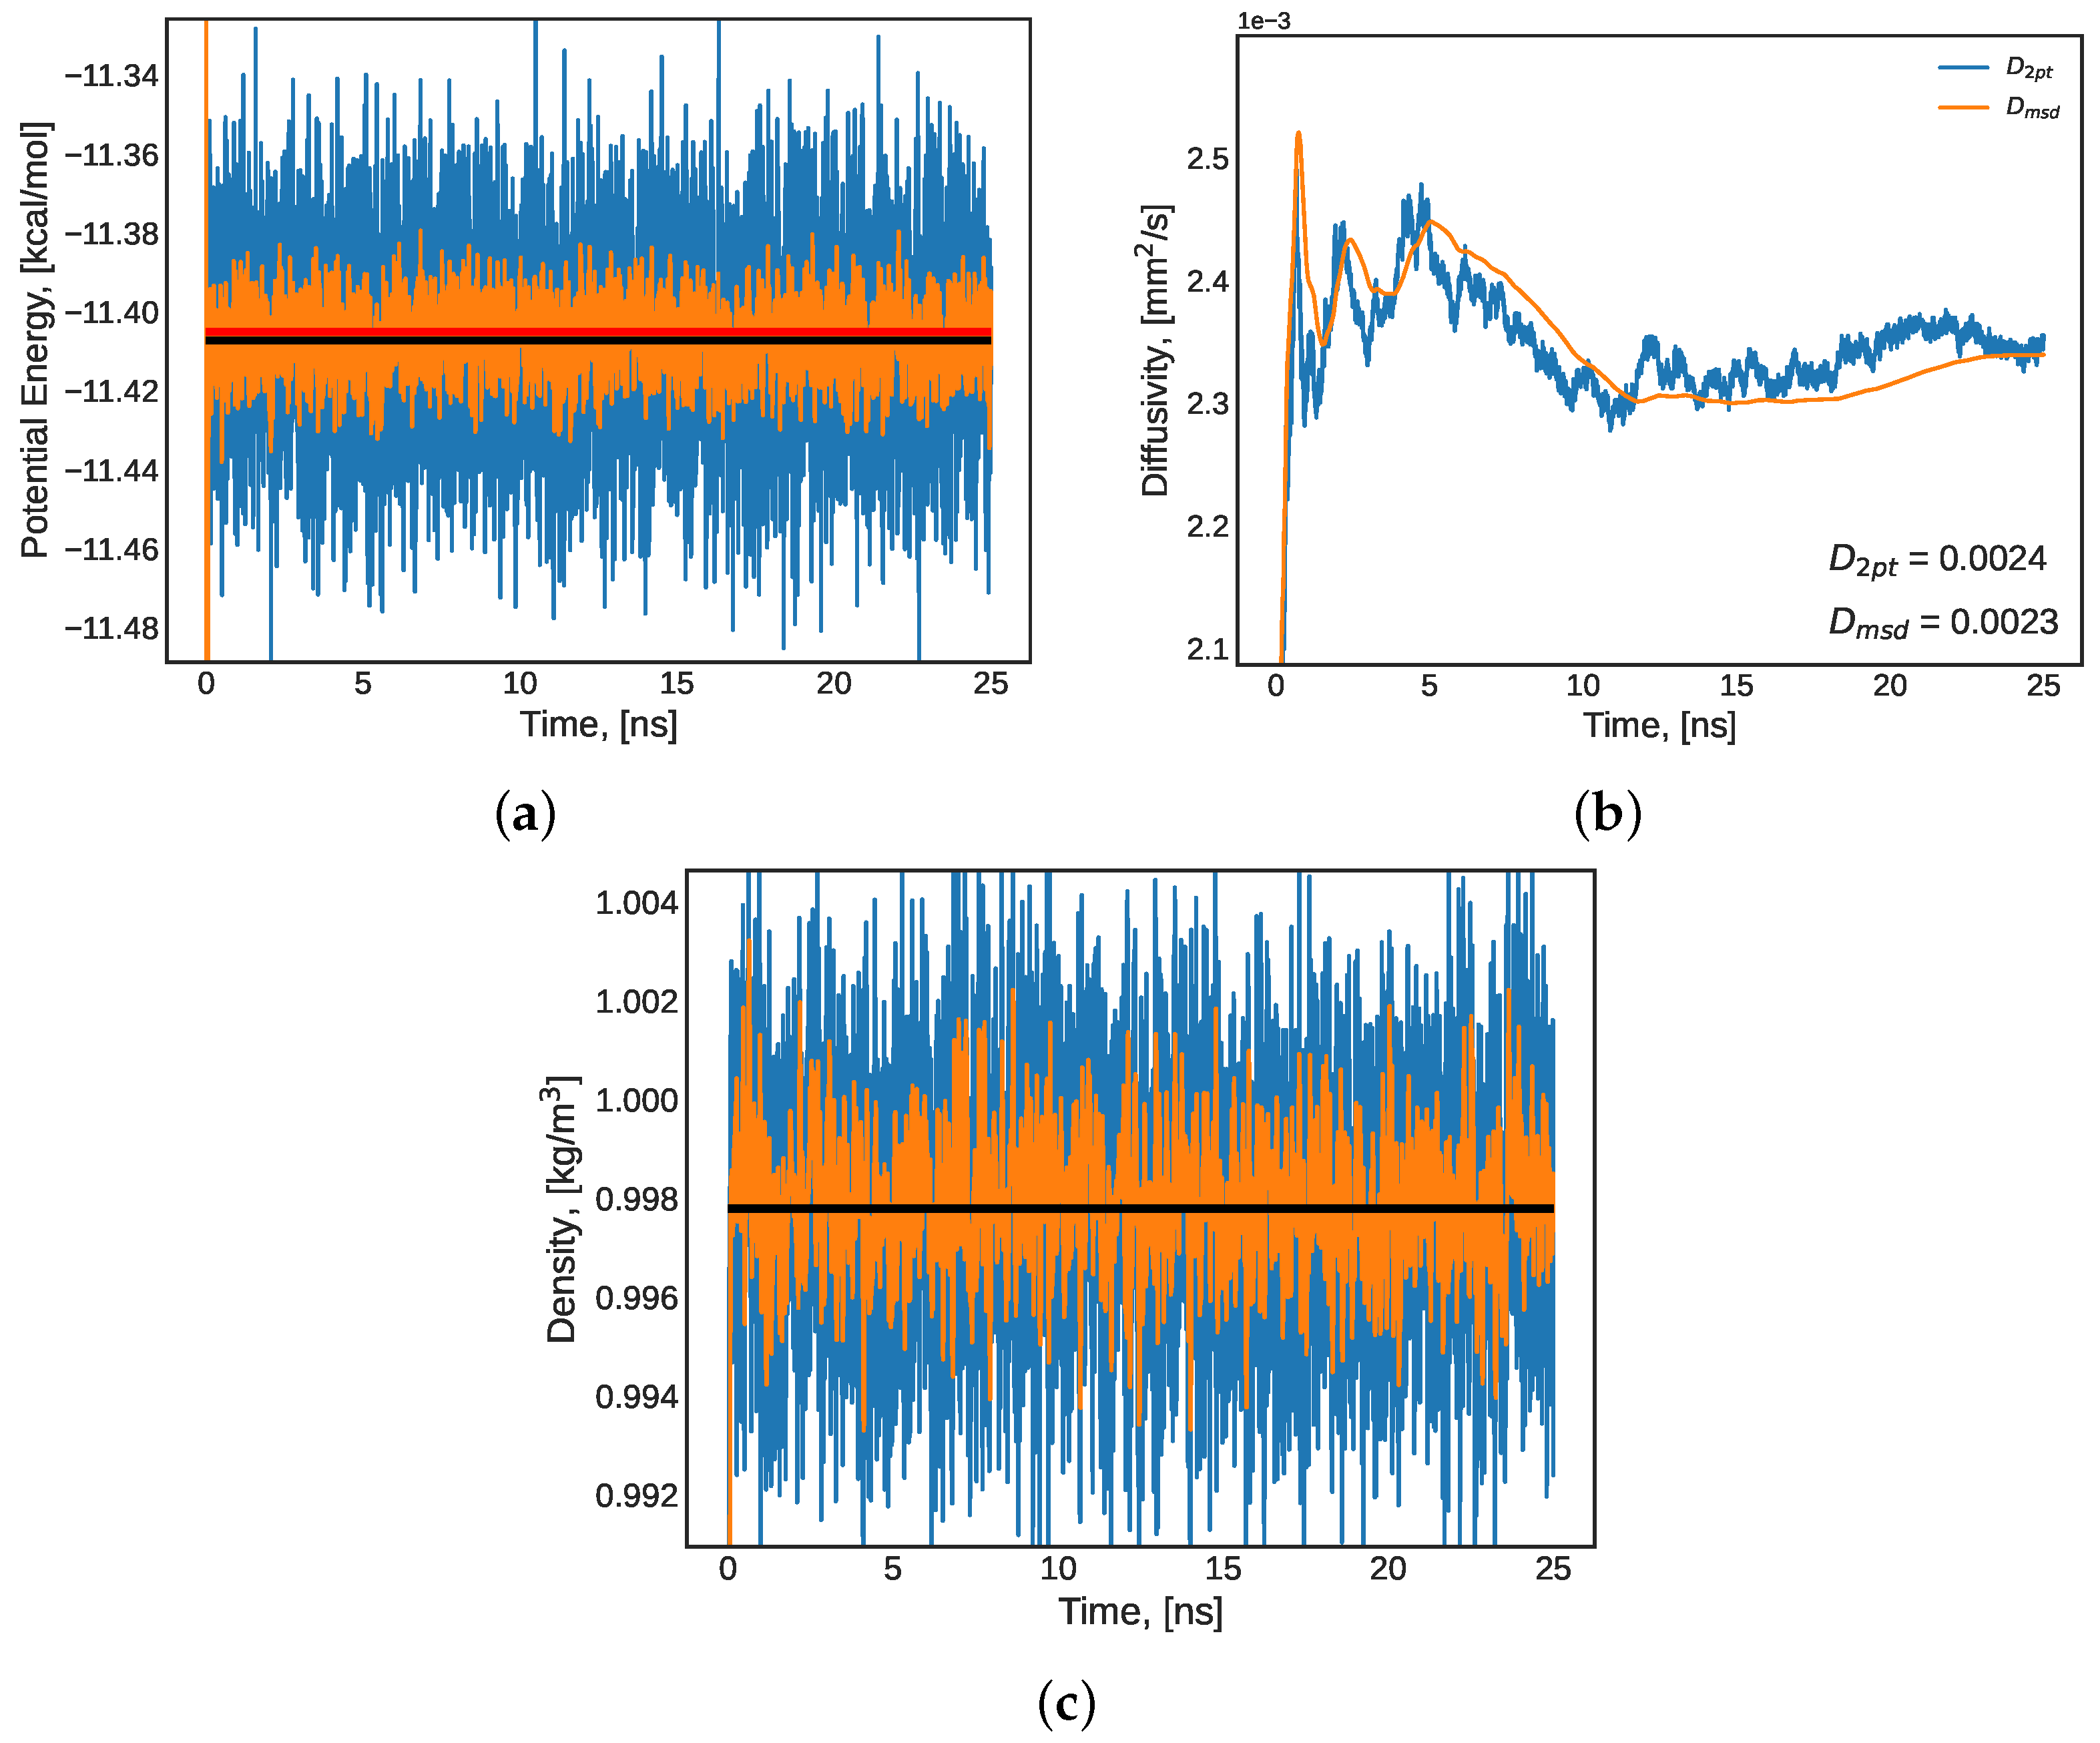 Potential Energy, [kcal/mol]
−11.34
−11.36
−11.38
−11.40
−11.42
−11.44
−11.46
−11.48
0 5 10 15 20 25
Time, [ns]
(a)
1e−3
Diffusivity, [mm²/s]
2.5
2.4
2.3
2.2
2.1
D2pt
Dmsd
D2pt = 0.0024
Dmsd = 0.0023
0 5 10 15 20 25
Time, [ns]
(b)
Density, [kg/m³]
1.004
1.002
1.000
0.998
0.996
0.994
0.992
0 5 10 15 20 25
Time, [ns]
(c)